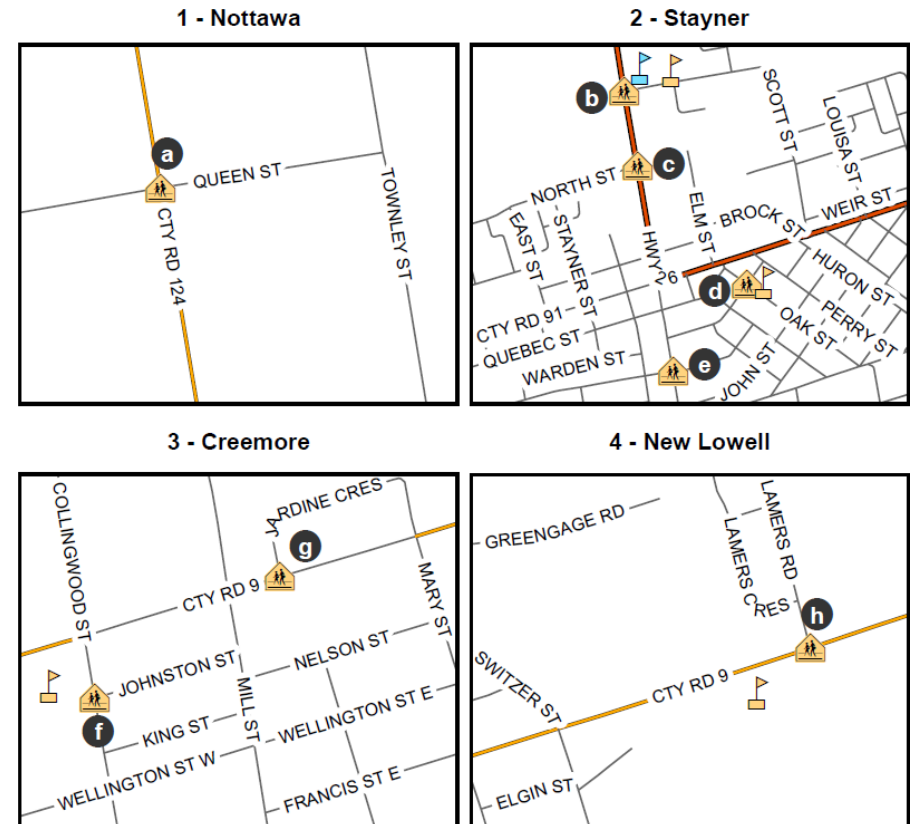 1 - Nottawa
a
QUEEN ST
TOWNLEY ST
CTY RD 124
2 - Stayner
b
c
SCOTT ST
LOUISA ST
NORTH ST
ELM ST
BROCK ST
WEIR ST
EAST ST
STAYNER ST
HWY 26
d
HURON ST
CTY RD 91
QUEBEC ST
OAK ST
PERRY ST
WARDEN ST
e
JOHN ST
3 - Creemore
COLLINGWOOD ST
JARDINE CRES
g
CTY RD 9
MARY ST
JOHNSTON ST
NELSON ST
f
KING ST
MILL ST
WELLINGTON ST E
WELLINGTON ST W
FRANCIS ST E
4 - New Lowell
GREENGAGE RD
LAMERS RD
LAMERS CRES
h
SWITZER ST
CTY RD 9
ELGIN ST